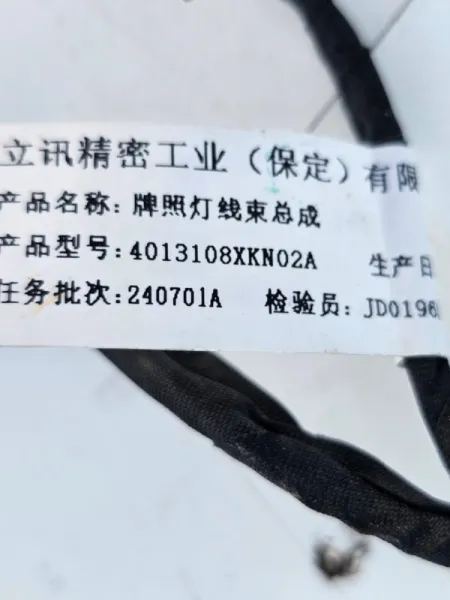 立讯精密工业（保定）有限
产品名称: 牌照灯线束总成
产品型号: 4013108XKN02A 生产日
任务批次: 240701A 检验员: JD0196